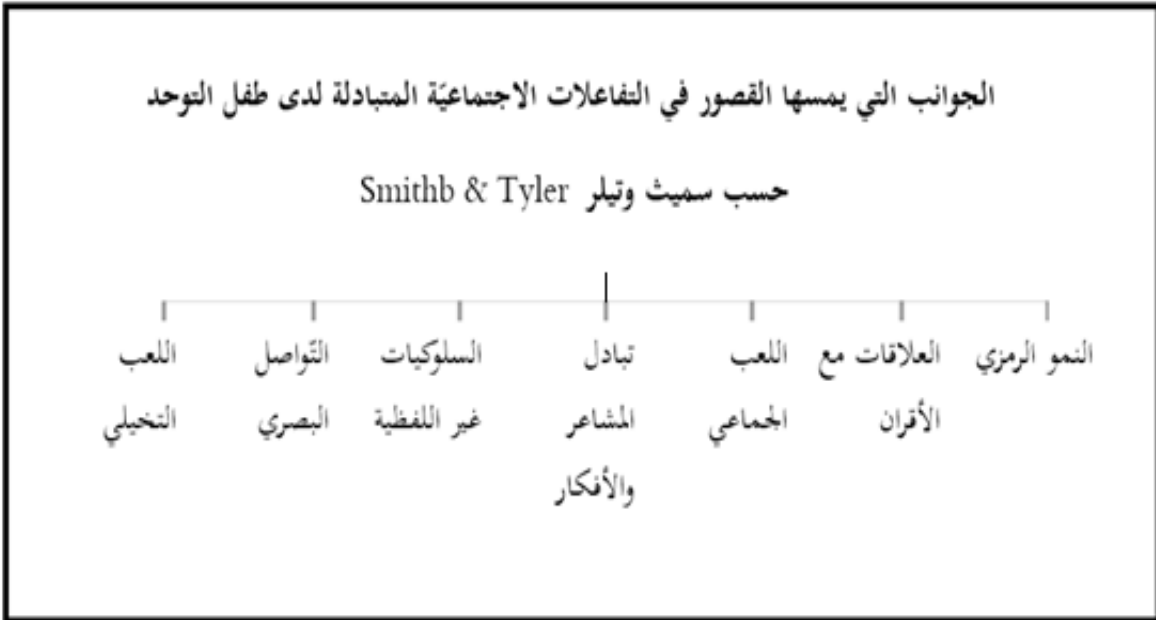 الجوانب التي يمسها القصور في التفاعلات الاجتماعيّة المتبادلة لدى طفل التوحد
حسب سميث وتيلر Smithb & Tyler
النمو الرمزي
العلاقات مع
الأقران
اللعب
الجماعي
تبادل
المشاعر
والأفكار
السلوكيات
غير اللفظية
التّواصل
البصري
اللعب
التخيلي